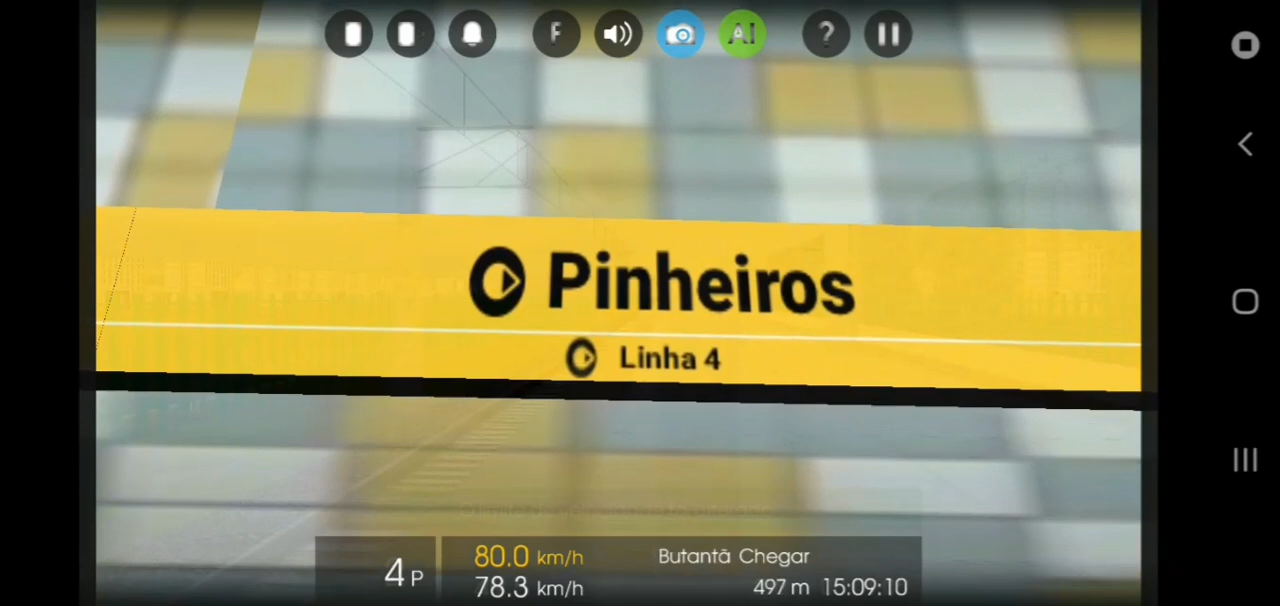 F
AI
?
Pinheiros
Linha 4
4 P
80.0 km/h
78.3 km/h
Butantã Chegar
497 m 15:09:10